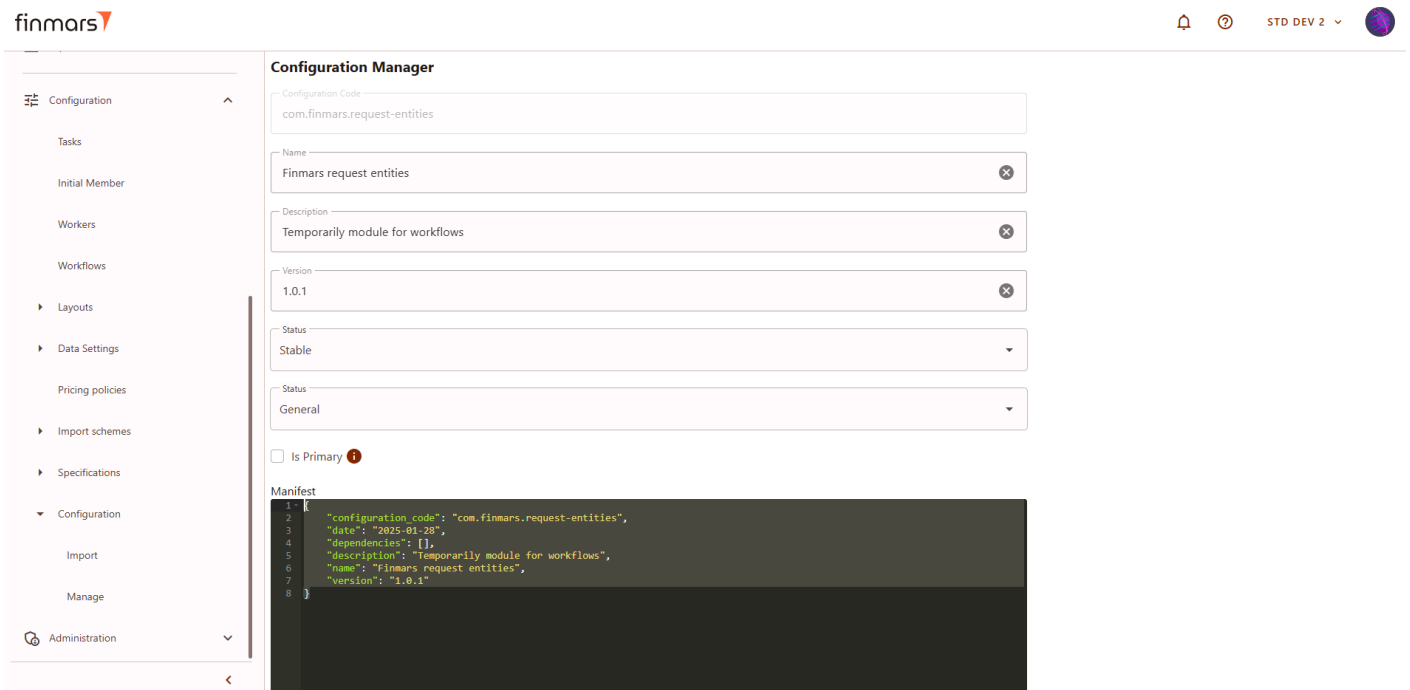 finmars
STD DEV 2
Configuration
Tasks
Initial Member
Workers
Workflows
Layouts
Data Settings
Pricing policies
Import schemes
Specifications
Configuration
Import
Manage
Administration
Configuration Manager
Configuration Code
com.finmars.request-entities
Name
Finmars request entities
Description
Temporarily module for workflows
Version
1.0.1
Status
Stable
Status
General
Is Primary
Manifest
1 {
2 "configuration_code": "com.finmars.request-entities",
3 "date": "2025-01-28",
4 "dependencies": [],
5 "description": "Temporarily module for workflows",
6 "name": "Finmars request entities",
7 "version": "1.0.1"
8 }